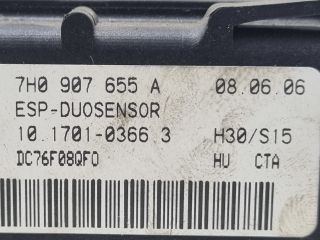 7H0 907 655 A 08.06.06
ESP-DUOSENSOR
10.1701-0366.3 H30/S15
DC76F08QF0 HU CTA